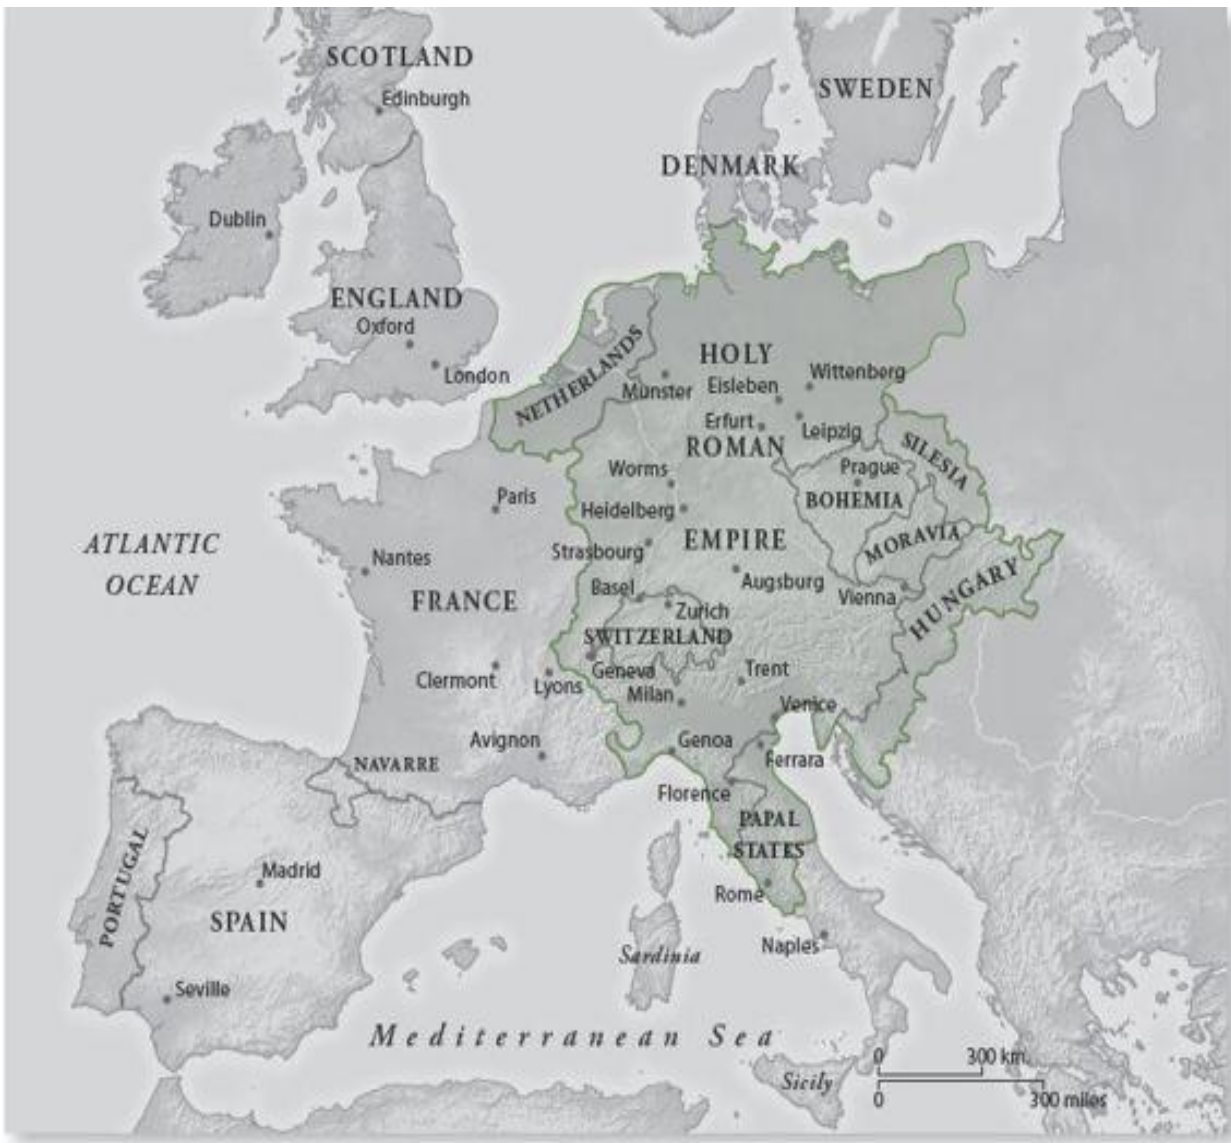 SCOTLAND
Edinburgh
SWEDEN
DENMARK
Dublin
ENGLAND
Oxford
London
NETHERLANDS
HOLY
Munster
Eisleben
Wittenberg
Erfurt
Leipzig
ROMAN
SILESIA
Worms
Prague
BOHEMIA
Paris
Heidelberg
EMPIRE
MORAVIA
Strasbourg
ATLANTIC
OCEAN
Nantes
Augsburg
Basel
Vienna
HUNGARY
FRANCE
Zurich
SWITZERLAND
Geneva
Trent
Clermont
Lyons
Milan
Venice
Avignon
Genoa
Ferrara
NAVARRE
Florence
PAPAL
STATES
PORTUGAL
Madrid
Rome
SPAIN
Naples
Sardinia
Seville
Mediterranean Sea
Sicily
0 300 km
0 300 miles